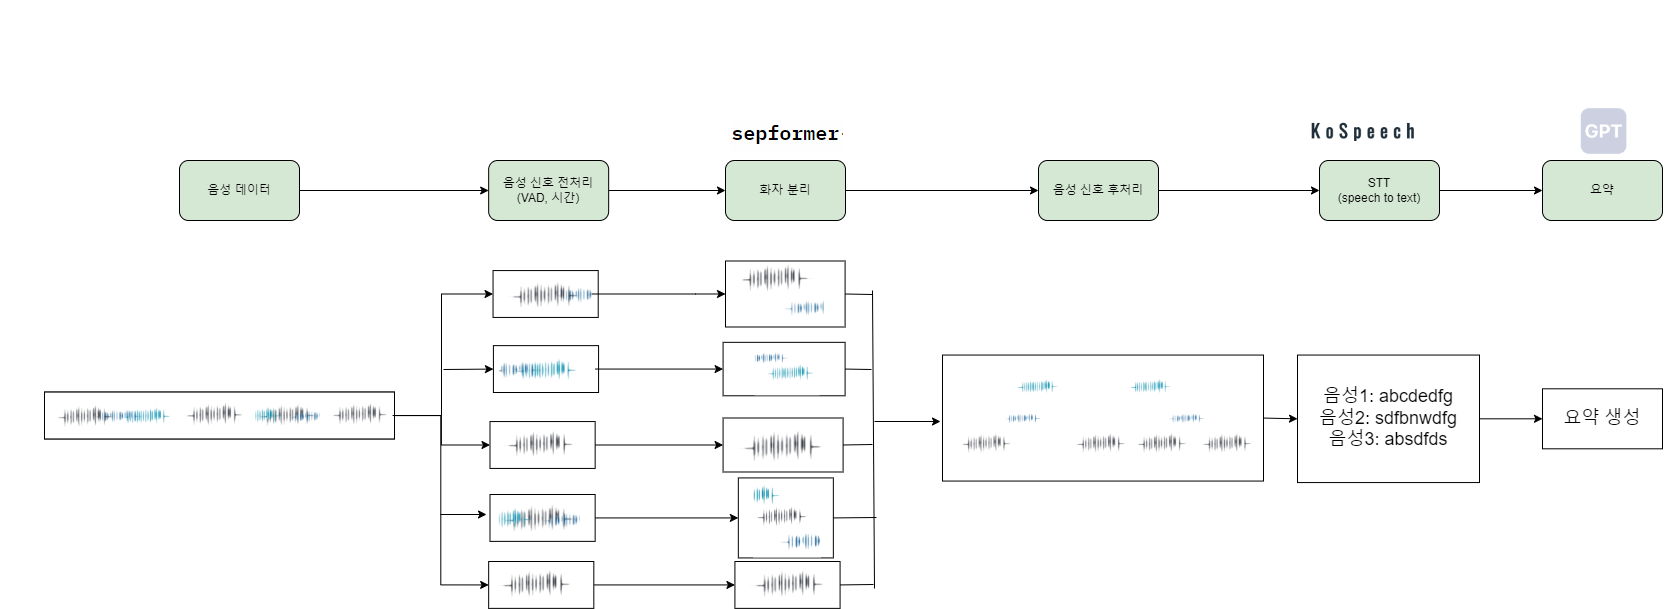 sepformer
KoSpeech
GPT
음성 데이터
음성 신호 전처리
(VAD, 시간)
화자 분리
음성 신호 후처리
STT
(speech to text)
요약
음성1: abcdedfg
음성2: sdfbnwdfg
음성3: absdfds
요약 생성